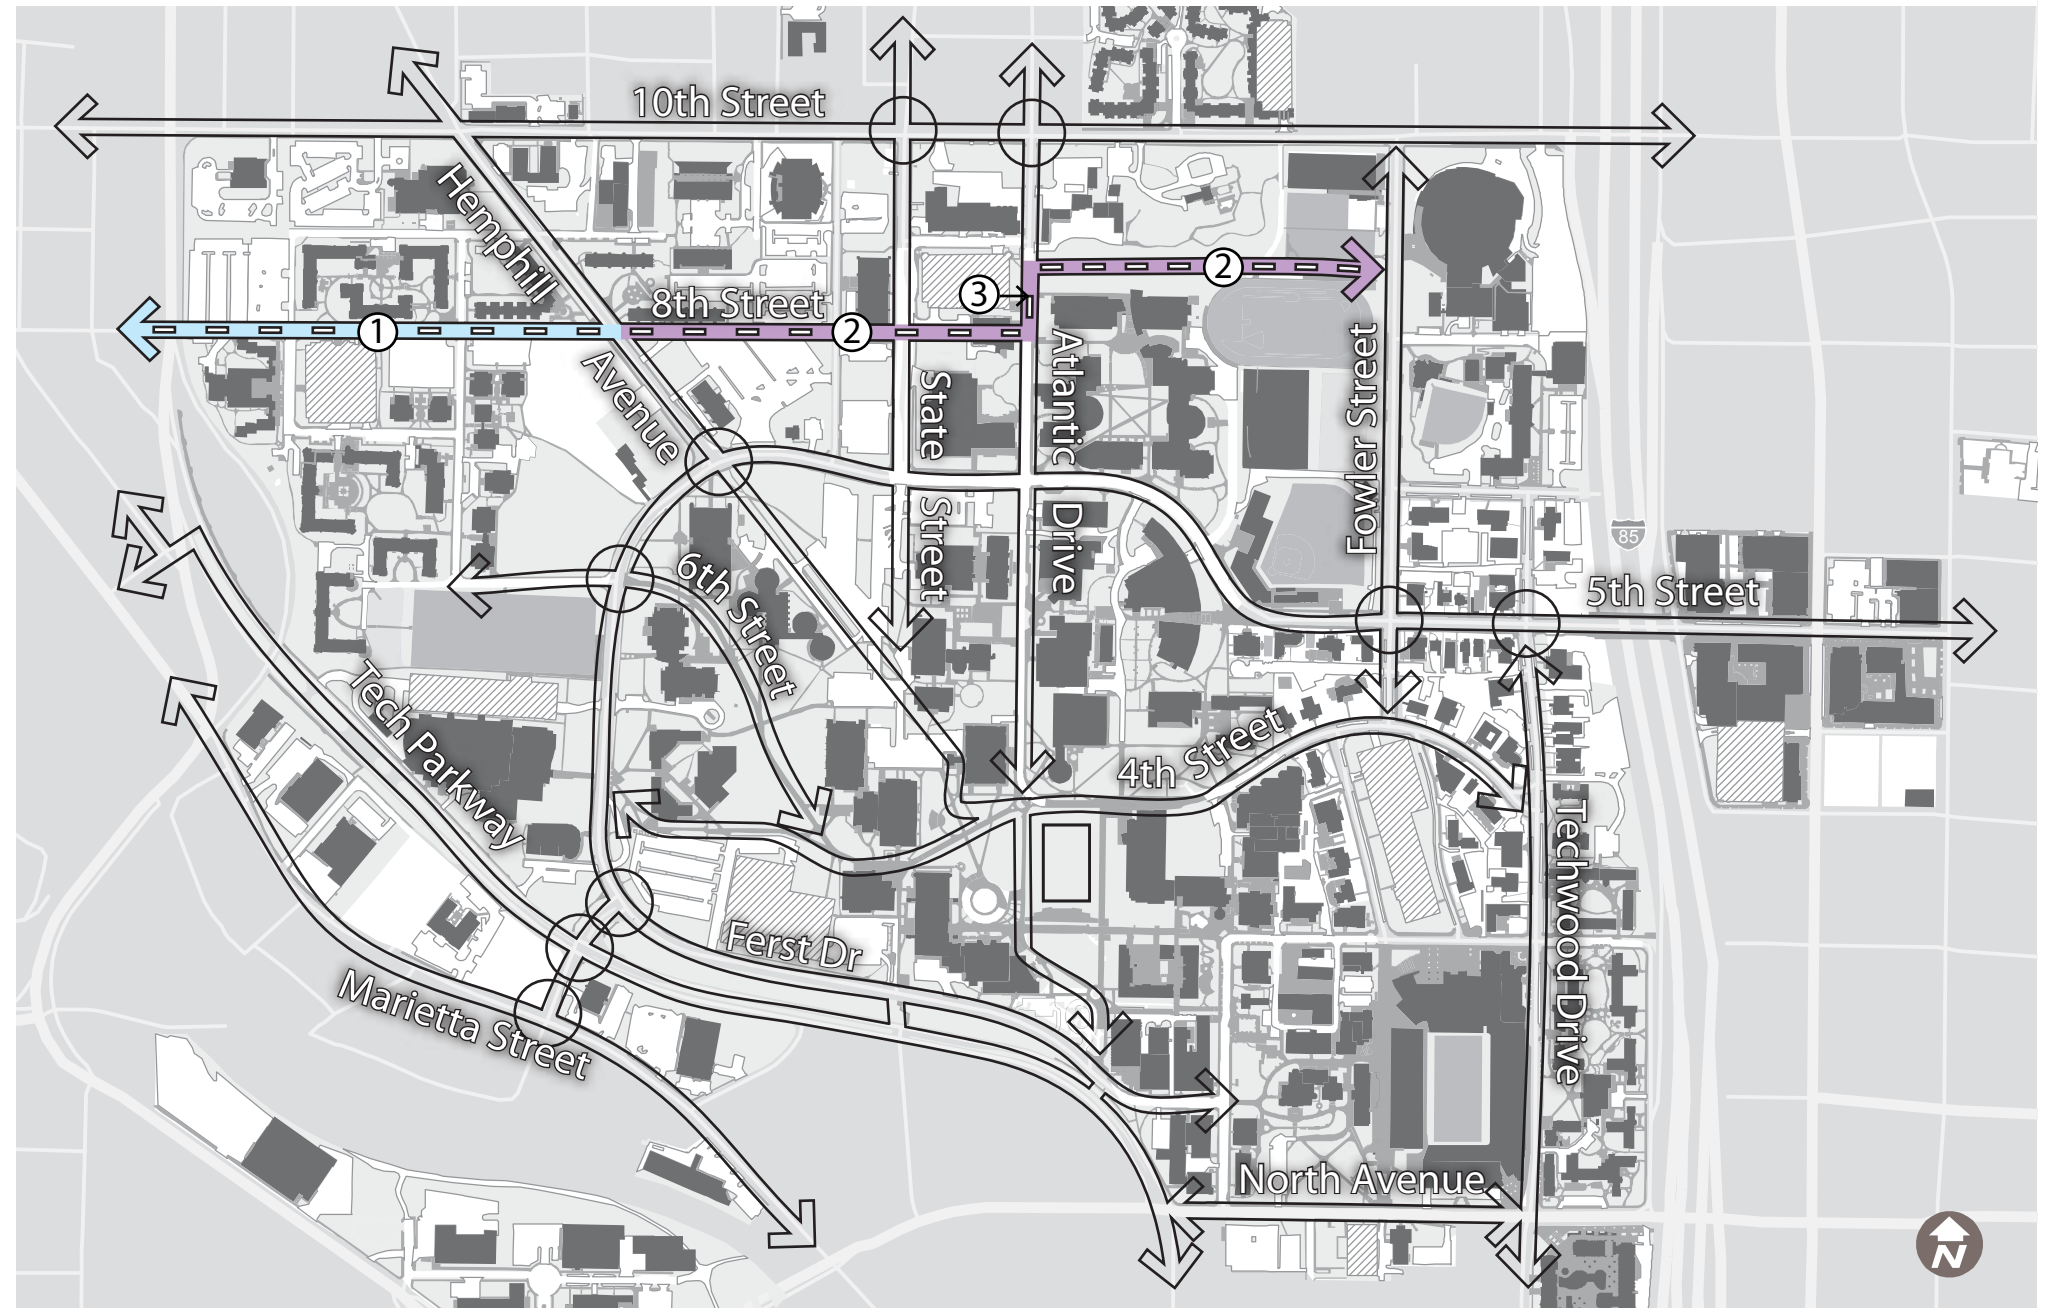 10th Street
Hemphill
Avenue
8th Street
1
2
3
2
State
Street
Atlantic
Drive
Fowler Street
85
5th Street
6th Street
Tech Parkway
4th Street
Techwood Drive
Ferst Dr
Marietta Street
North Avenue
N